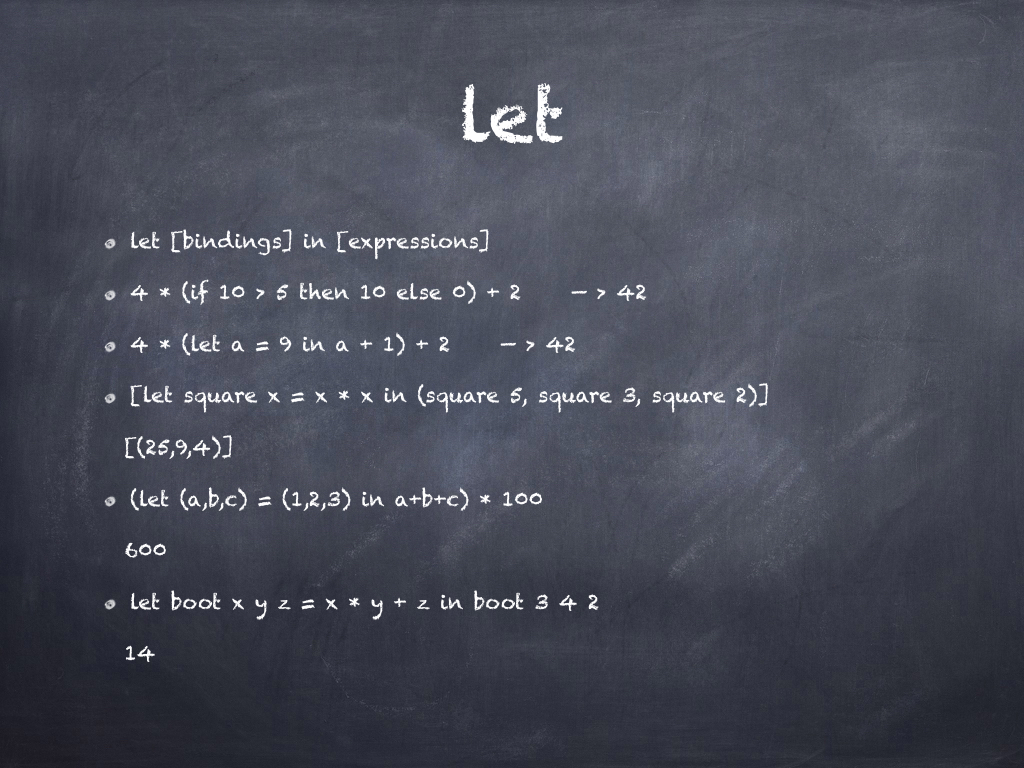 let
let [bindings] in [expressions]
4 * (if 10 > 5 then 10 else 0) + 2 — > 42
4 * (let a = 9 in a + 1) + 2 — > 42
[let square x = x * x in (square 5, square 3, square 2)]
[(25,9,4)]
(let (a,b,c) = (1,2,3) in a+b+c) * 100
600
let boot x y z = x * y + z in boot 3 4 2
14